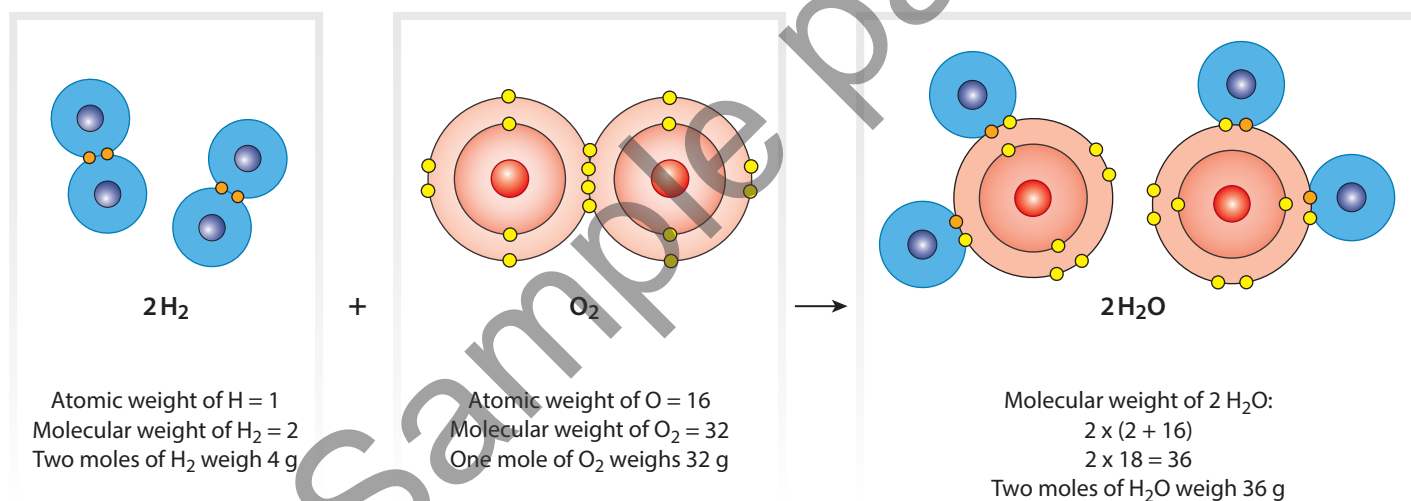 2H₂
+
O₂
2H₂O
Atomic weight of H = 1
Molecular weight of H₂ = 2
Two moles of H₂ weigh 4 g
Atomic weight of O = 16
Molecular weight of O₂ = 32
One mole of O₂ weighs 32 g
Molecular weight of 2 H₂O:
2 x (2 + 16)
2 x 18 = 36
Two moles of H₂O weigh 36 g
Sample pa